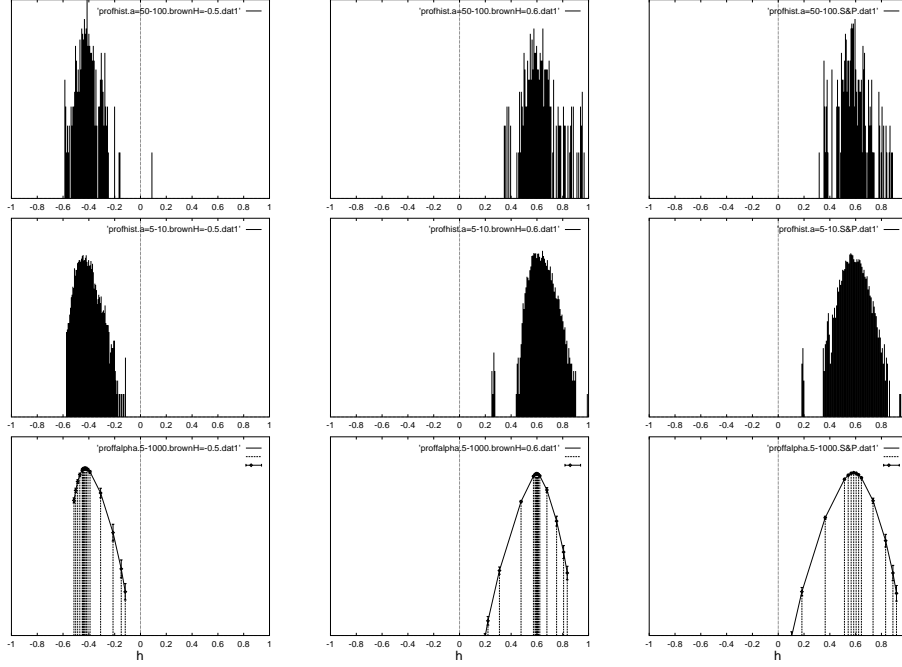 'profhist.a=50-100.brownH=-0.5.dat1'
-1 -0.8 -0.6 -0.4 -0.2 0 0.2 0.4 0.6 0.8 1
'profhist.a=50-100.brownH=0.6.dat1'
-1 -0.8 -0.6 -0.4 -0.2 0 0.2 0.4 0.6 0.8 1
'profhist.a=50-100.S&P.dat1'
-1 -0.8 -0.6 -0.4 -0.2 0 0.2 0.4 0.6 0.8
'profhist.a=5-10.brownH=-0.5.dat1'
-1 -0.8 -0.6 -0.4 -0.2 0 0.2 0.4 0.6 0.8 1
'profhist.a=5-10.brownH=0.6.dat1'
-1 -0.8 -0.6 -0.4 -0.2 0 0.2 0.4 0.6 0.8 1
'profhist.a=5-10.S&P.dat1'
-1 -0.8 -0.6 -0.4 -0.2 0 0.2 0.4 0.6 0.8
'proffalpha.5-1000.brownH=-0.5.dat1'
-1 -0.8 -0.6 -0.4 -0.2 0 0.2 0.4 0.6 0.8 1
h
'proffalpha.5-1000.brownH=0.6.dat1'
-1 -0.8 -0.6 -0.4 -0.2 0 0.2 0.4 0.6 0.8 1
h
'proffalpha.5-1000.S&P.dat1'
-1 -0.8 -0.6 -0.4 -0.2 0 0.2 0.4 0.6 0.8
h